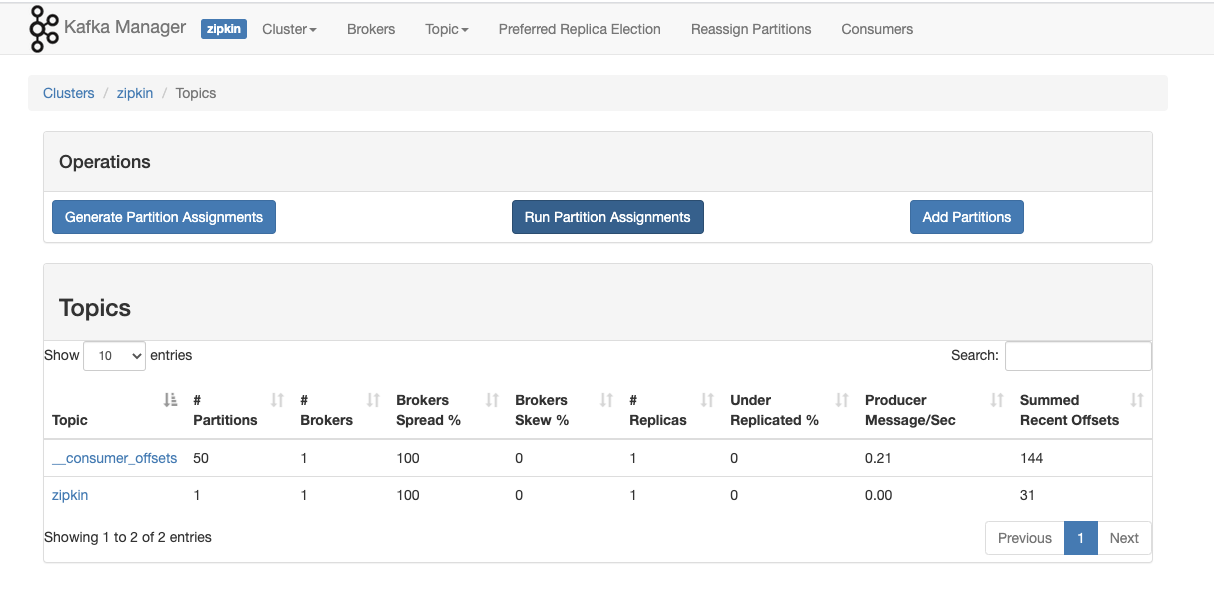 Kafka Manager zipkin Cluster Brokers Topic Preferred Replica Election Reassign Partitions Consumers
Clusters / zipkin / Topics
Operations
Generate Partition Assignments Run Partition Assignments Add Partitions
Topics
Show 10 entries Search:
Topic # Partitions # Brokers Brokers Spread % Brokers Skew % # Replicas Under Replicated % Producer Message/Sec Summed Recent Offsets
__consumer_offsets 50 1 100 0 1 0 0.21 144
zipkin 1 1 100 0 1 0 0.00 31
Showing 1 to 2 of 2 entries Previous 1 Next